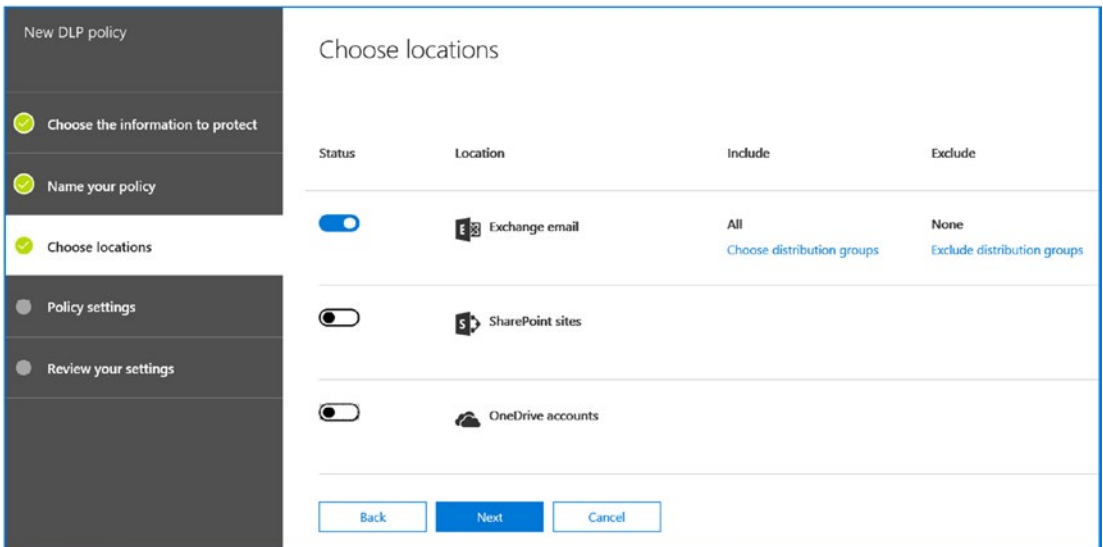 New DLP policy
Choose the information to protect
Name your policy
Choose locations
Policy settings
Review your settings
Choose locations
Status Location Include Exclude
Exchange email All None
Choose distribution groups Exclude distribution groups
SharePoint sites
OneDrive accounts
Back Next Cancel